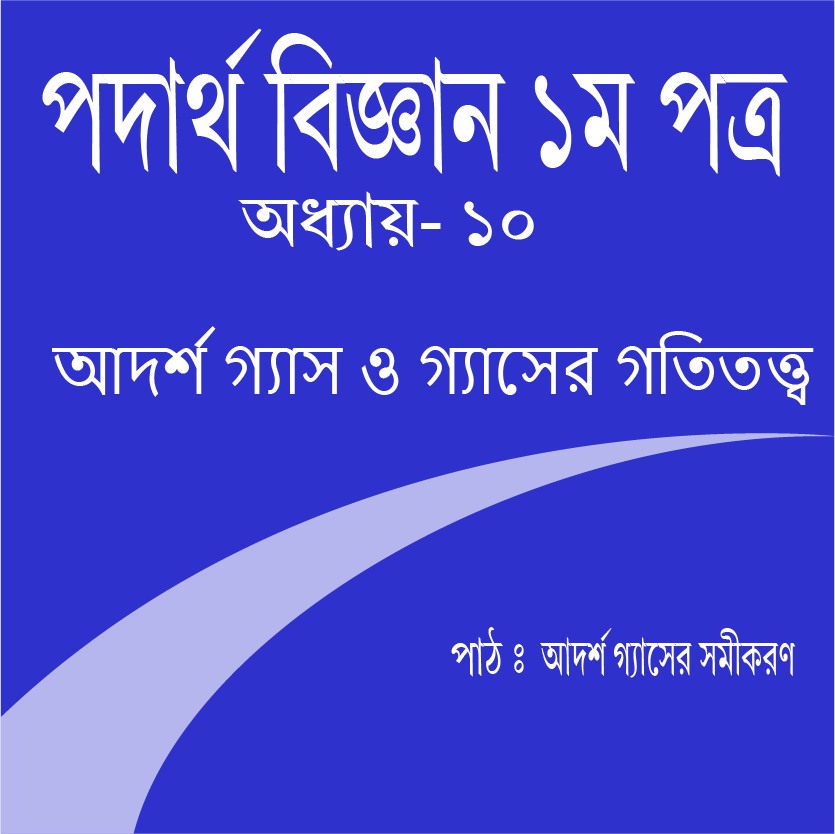 পদার্থ বিজ্ঞান ১ম পত্র
অধ্যায়- ১০
আদর্শ গ্যাস ও গ্যাসের গতিতত্ত্ব
পাঠ ঃ আদর্শ গ্যাসের সমীকরণ